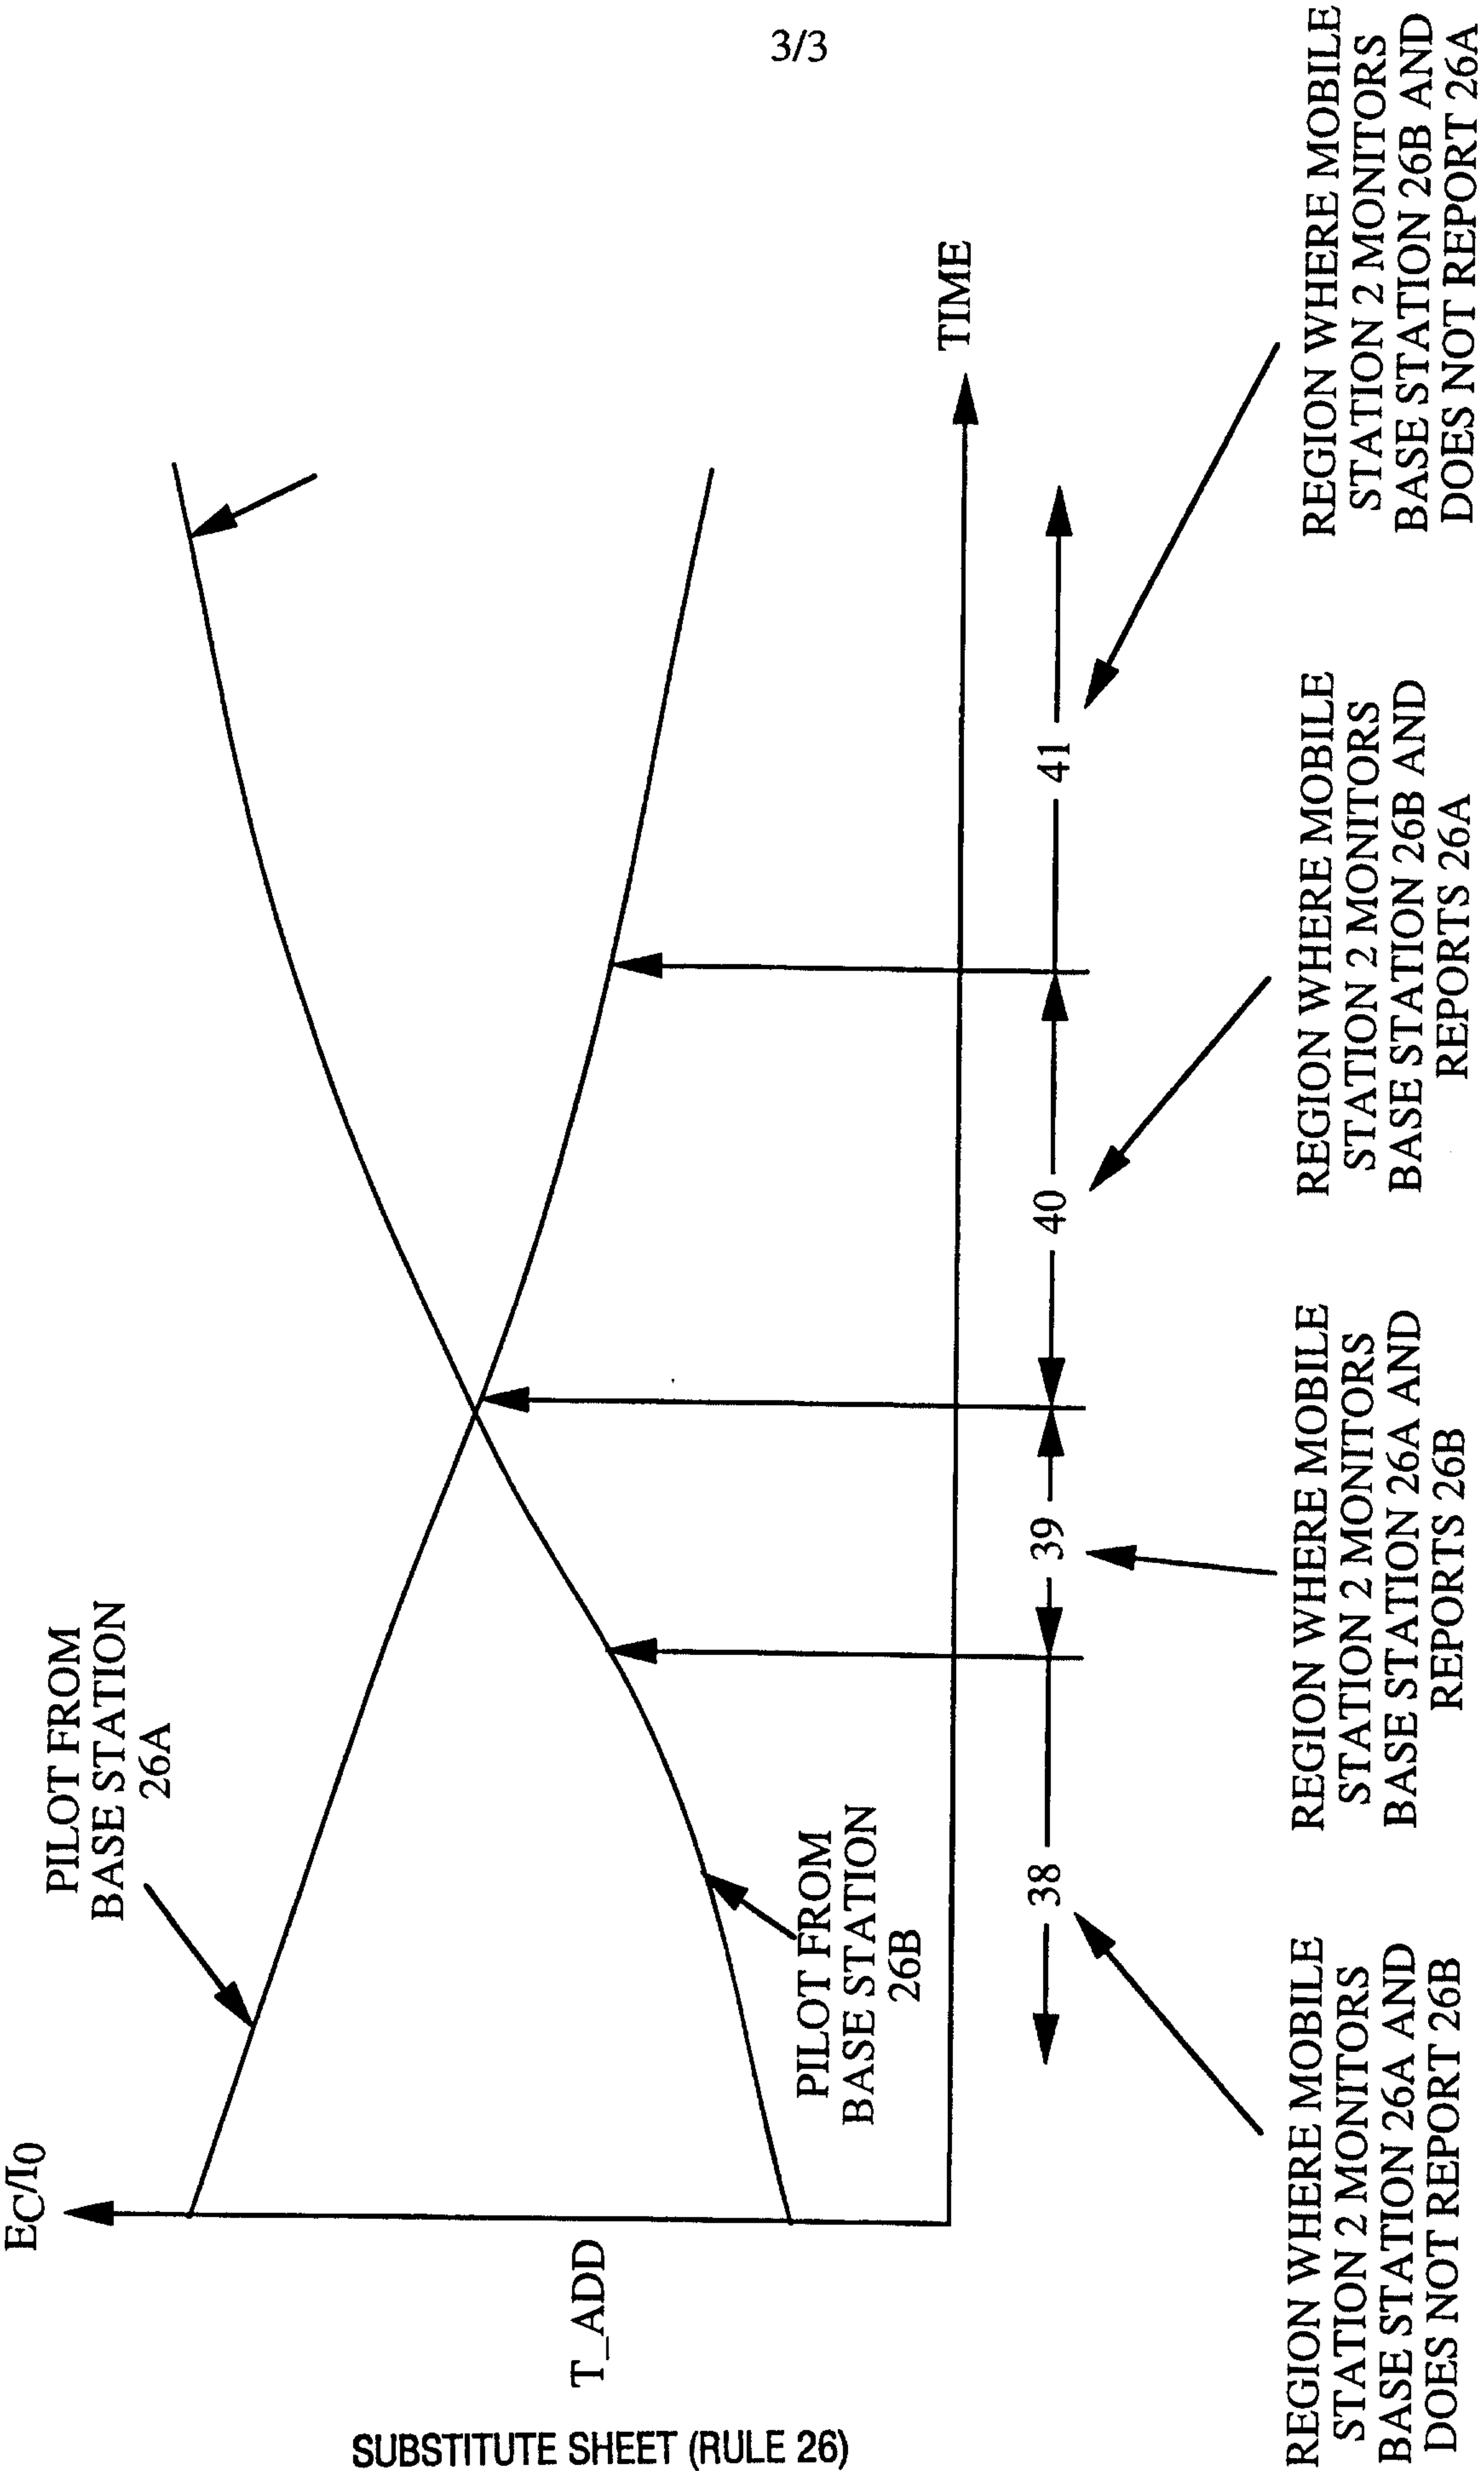 3/3
EC/I0
PILOT FROM
BASE STATION
26A
T_ADD
PILOT FROM
BASE STATION
26B
TIME
38
39
40
41
REGION WHERE MOBILE
STATION 2 MONITORS
BASE STATION 26A AND
DOES NOT REPORT 26B
REGION WHERE MOBILE
STATION 2 MONITORS
BASE STATION 26A AND
REPORTS 26B
REGION WHERE MOBILE
STATION 2 MONITORS
BASE STATION 26B AND
REPORTS 26A
REGION WHERE MOBILE
STATION 2 MONITORS
BASE STATION 26B AND
DOES NOT REPORT 26A
SUBSTITUTE SHEET (RULE 26)